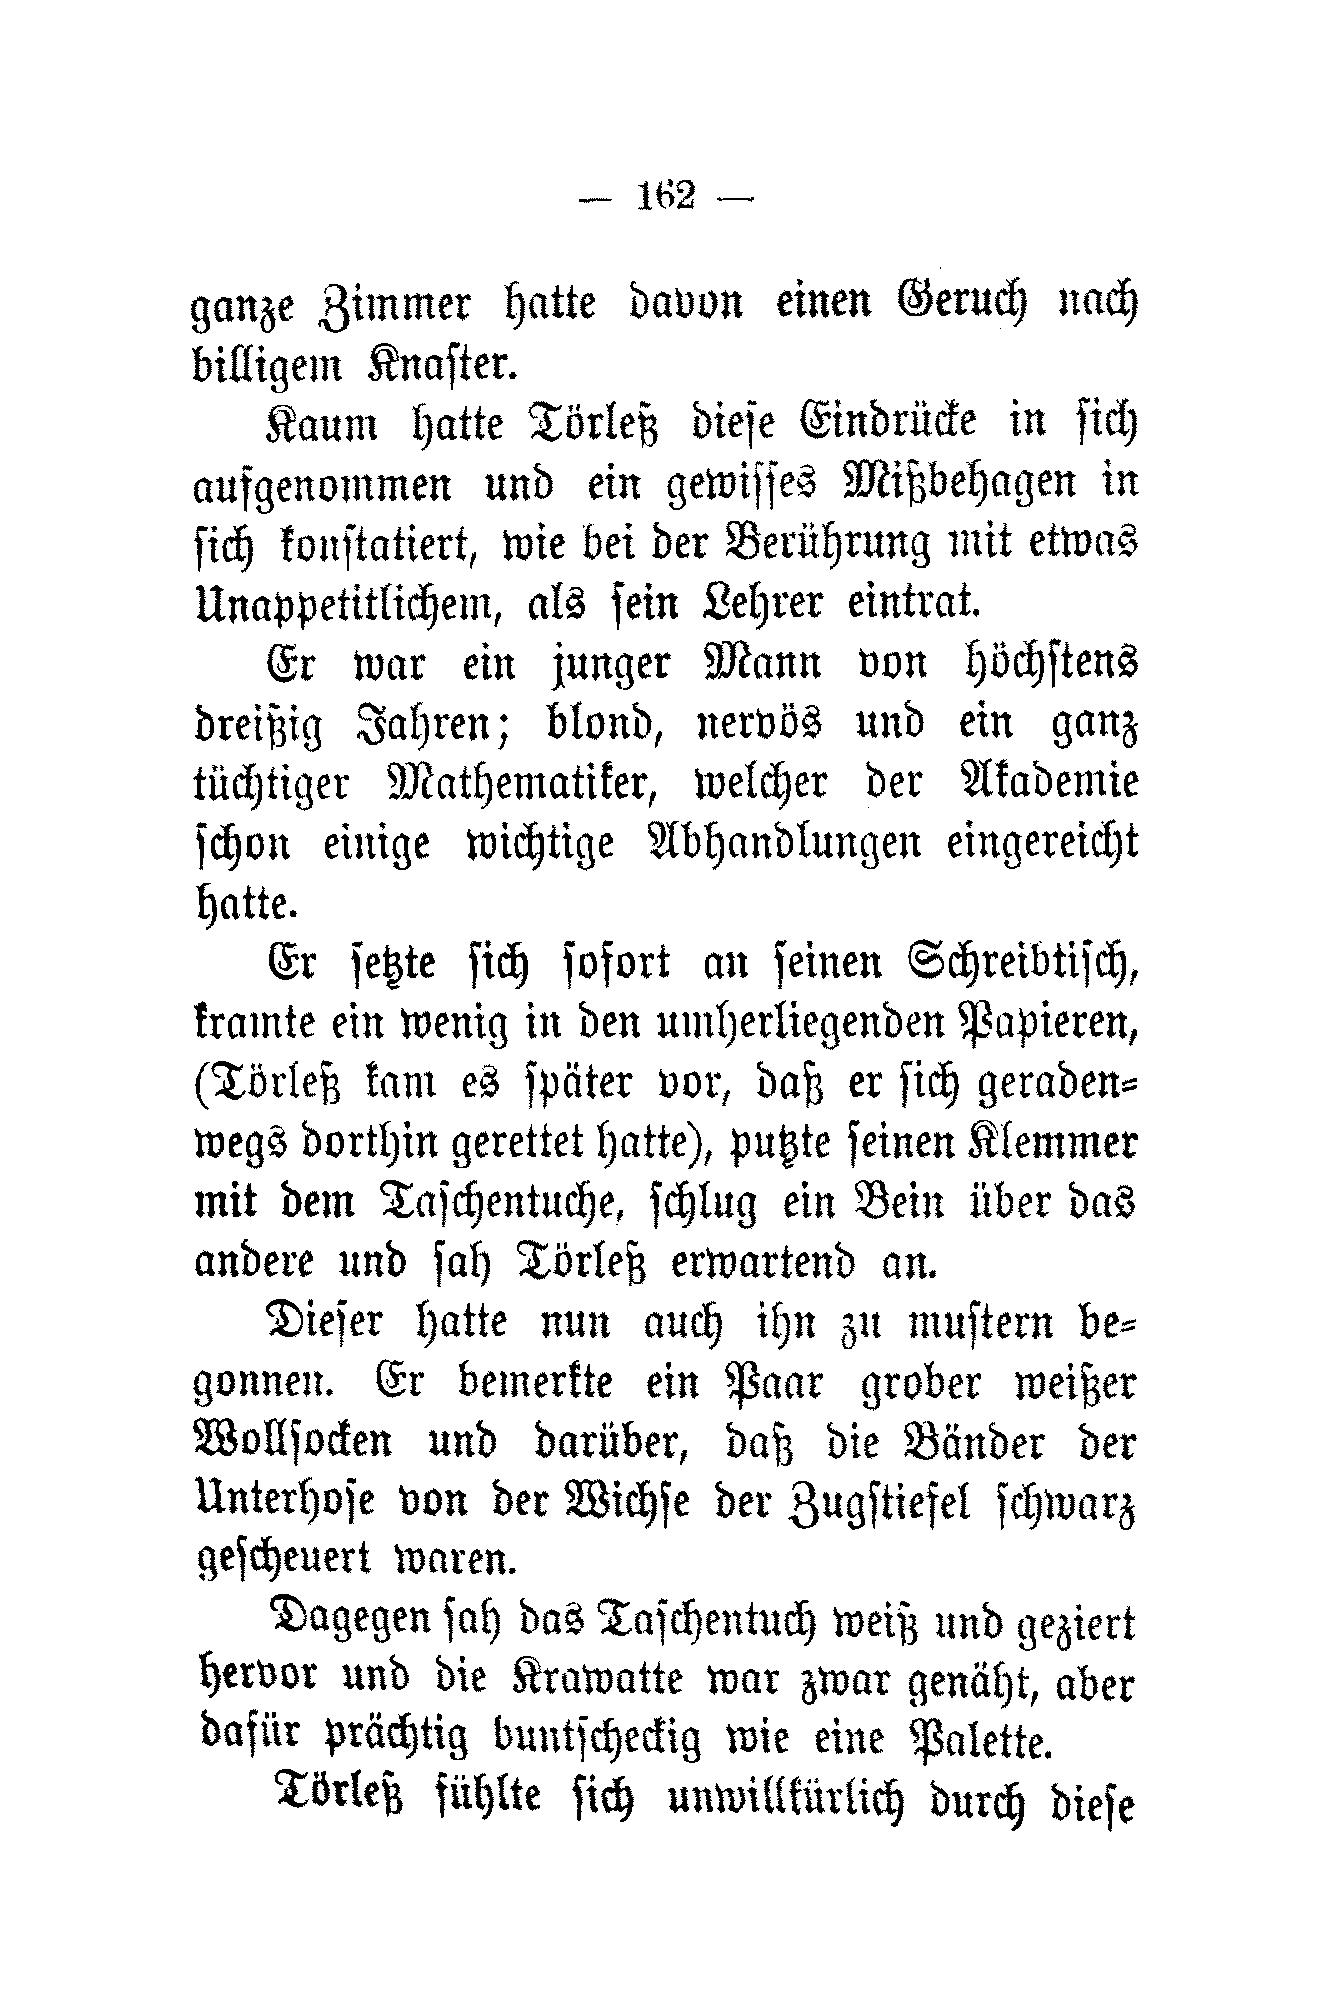 — 162 —
ganze Zimmer hatte davon einen Geruch nach
billigem Knaster.
Kaum hatte Törleß diese Eindrücke in sich
aufgenommen und ein gewisses Mißbehagen in
sich konstatiert, wie bei der Berührung mit etwas
Unappetitlichem, als sein Lehrer eintrat.
Er war ein junger Mann von höchstens
dreißig Jahren; blond, nervös und ein ganz
tüchtiger Mathematiker, welcher der Akademie
schon einige wichtige Abhandlungen eingereicht
hatte.
Er setzte sich sofort an seinen Schreibtisch,
kramte ein wenig in den umherliegenden Papieren,
(Törleß kam es später vor, daß er sich geraden-
wegs dorthin gerettet hatte), putzte seinen Klemmer
mit dem Taschentuche, schlug ein Bein über das
andere und sah Törleß erwartend an.
Dieser hatte nun auch ihn zu mustern be-
gonnen. Er bemerkte ein Paar grober weißer
Wollsocken und darüber, daß die Bänder der
Unterhose von der Wichse der Zugstiefel schwarz
gescheuert waren.
Dagegen sah das Taschentuch weiß und geziert
hervor und die Krawatte war zwar genäht, aber
dafür prächtig buntscheckig wie eine Palette.
Törleß fühlte sich unwillkürlich durch diese